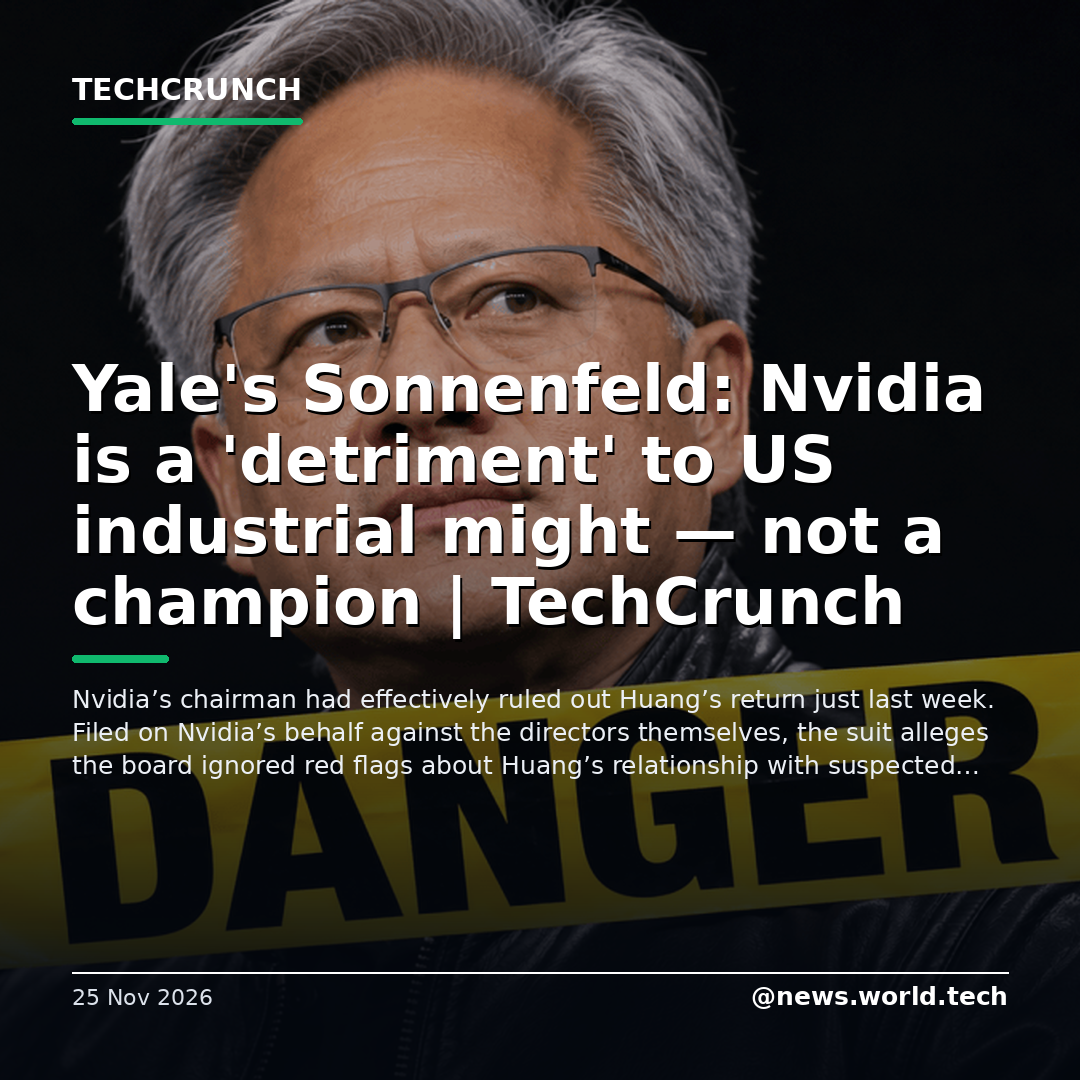 TECHCRUNCH
Yale's Sonnenfeld: Nvidia
is a 'detriment' to US
industrial might — not a
champion | TechCrunch
Nvidia’s chairman had effectively ruled out Huang’s return just last week.
Filed on Nvidia’s behalf against the directors themselves, the suit alleges
the board ignored red flags about Huang’s relationship with suspected…
DANGER
25 Nov 2026
@news.world.tech